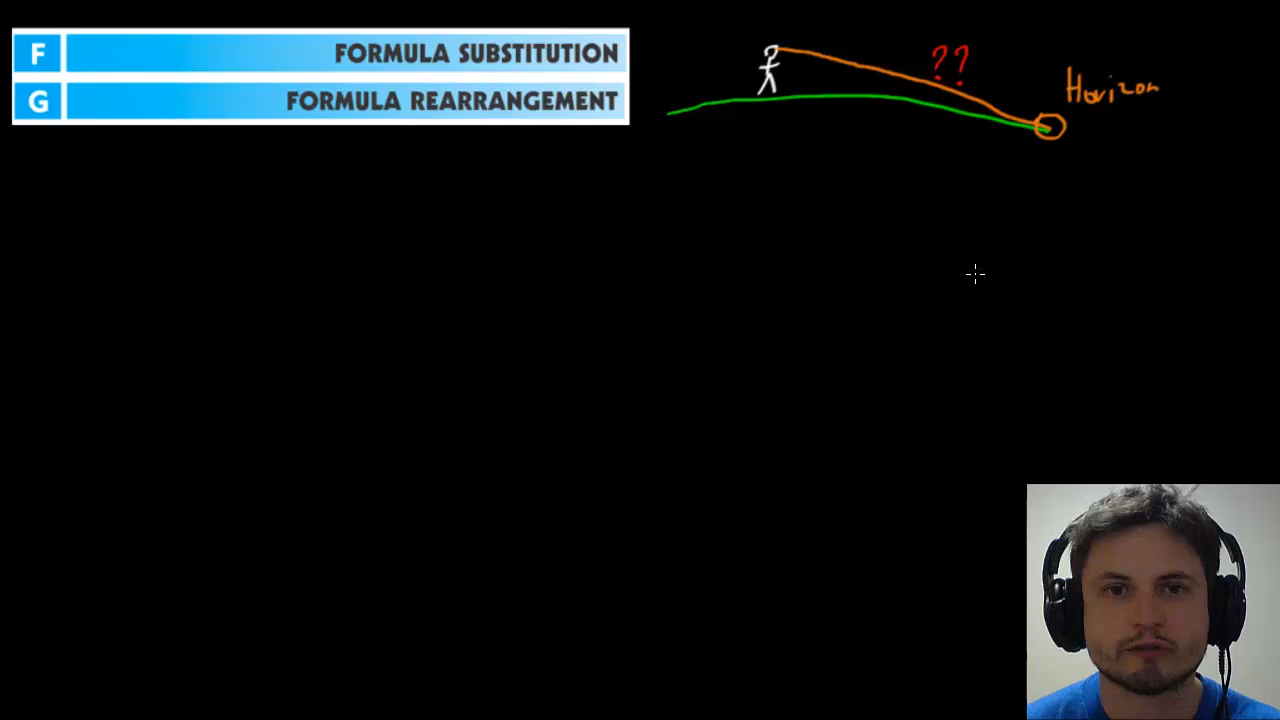 F FORMULA SUBSTITUTION
G FORMULA REARRANGEMENT
??
Horizon